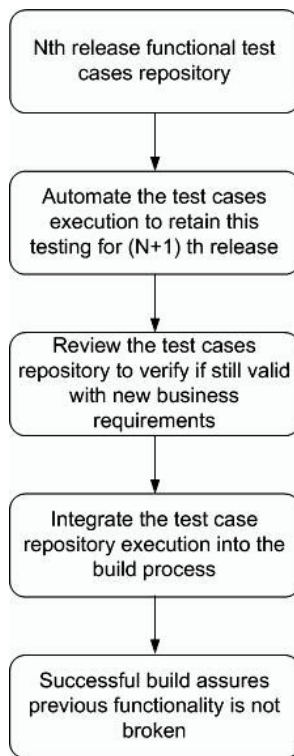 Nth release functional test
cases repository
Automate the test cases
execution to retain this
testing for (N+1) th release
Review the test cases
repository to verify if still valid
with new business
requirements
Integrate the test case
repository execution into the
build process
Successful build assures
previous functionality is not
broken